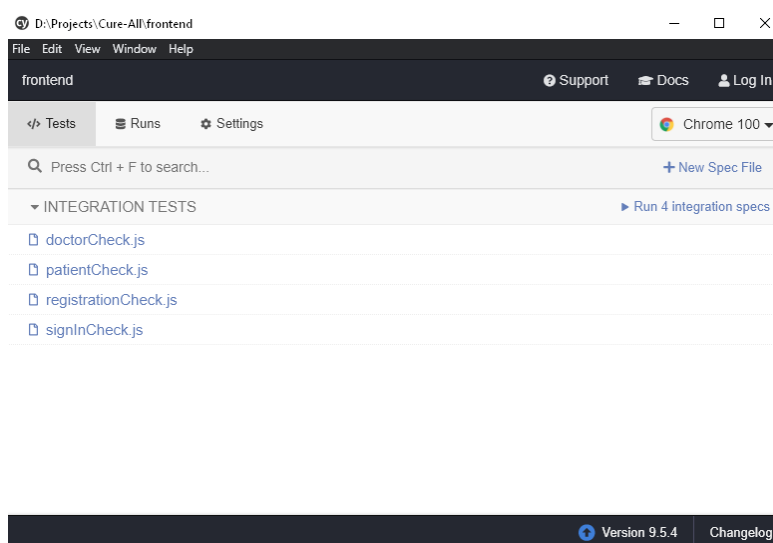 cy D:\Projects\Cure-All\frontend
File Edit View Window Help
frontend Support Docs Log In
</> Tests Runs Settings Chrome 100
Press Ctrl + F to search... New Spec File
INTEGRATION TESTS Run 4 integration specs
doctorCheck.js
patientCheck.js
registrationCheck.js
signInCheck.js
Version 9.5.4 Changelog